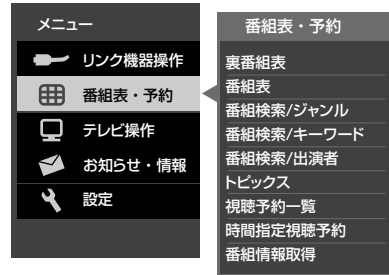 メニュー
リンク機器操作
番組表・予約
テレビ操作
お知らせ・情報
設定
番組表・予約
裏番組表
番組表
番組検索/ジャンル
番組検索/キーワード
番組検索/出演者
トピックス
視聴予約一覧
時間指定視聴予約
番組情報取得